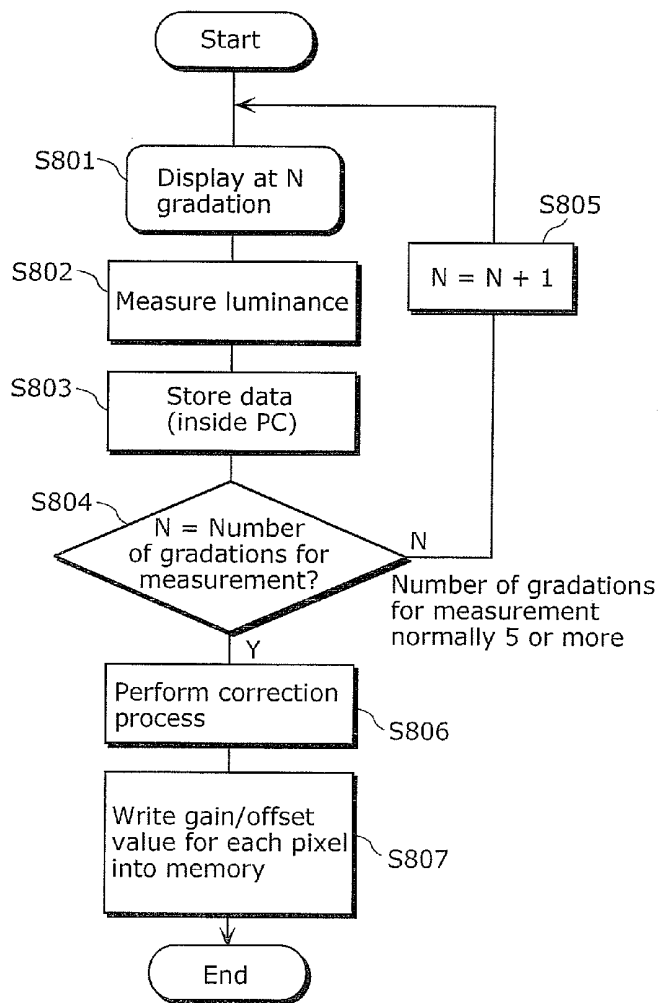 Start
S801
Display at N
gradation
S805
N = N + 1
S802
Measure luminance
S803
Store data
(inside PC)
S804
N = Number
of gradations for
measurement?
N
Number of gradations
for measurement
normally 5 or more
Y
Perform correction
process
S806
Write gain/offset
value for each pixel
into memory
S807
End